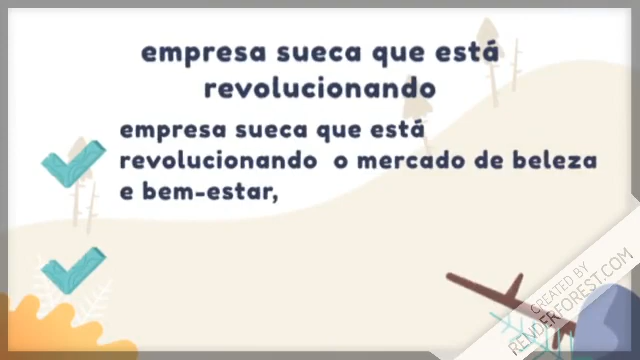 empresa sueca que está
revolucionando
empresa sueca que está
revolucionando o mercado de beleza
e bem-estar,
CREATED BY
RENDERFOREST.COM